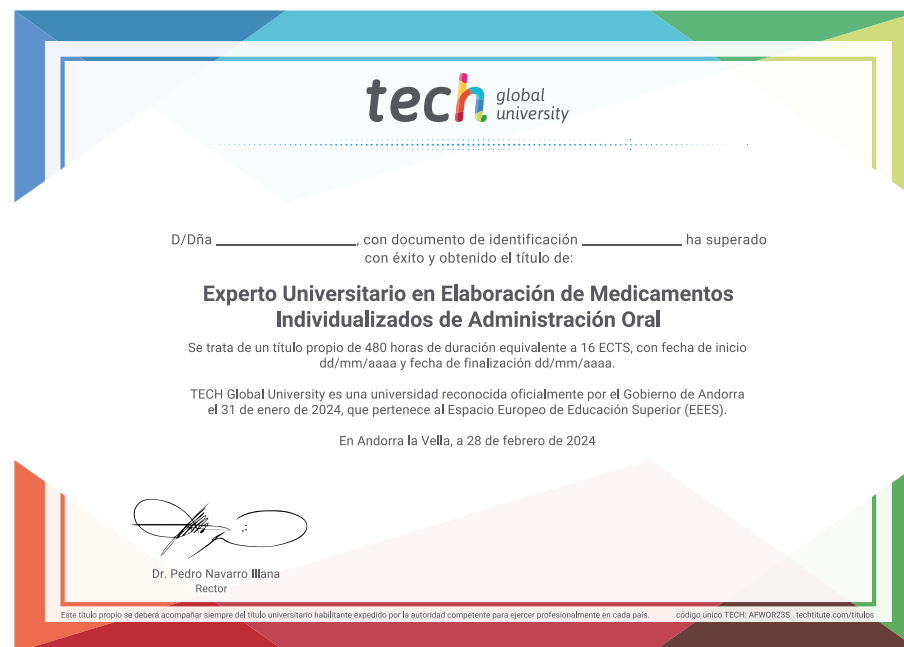 tech global university
D/Dña ____________________, con documento de identificación ______________ ha superado
con éxito y obtenido el título de:
Experto Universitario en Elaboración de Medicamentos
Individualizados de Administración Oral
Se trata de un título propio de 480 horas de duración equivalente a 16 ECTS, con fecha de inicio
dd/mm/aaaa y fecha de finalización dd/mm/aaaa.
TECH Global University es una universidad reconocida oficialmente por el Gobierno de Andorra
el 31 de enero de 2024, que pertenece al Espacio Europeo de Educación Superior (EEES).
En Andorra la Vella, a 28 de febrero de 2024
Dr. Pedro Navarro Illana
Rector
Este título propio se deberá acompañar siempre del título universitario habilitante expedido por la autoridad competente para ejercer profesionalmente en cada país. código único TECH: AFWOR23S techtitute.com/titulos